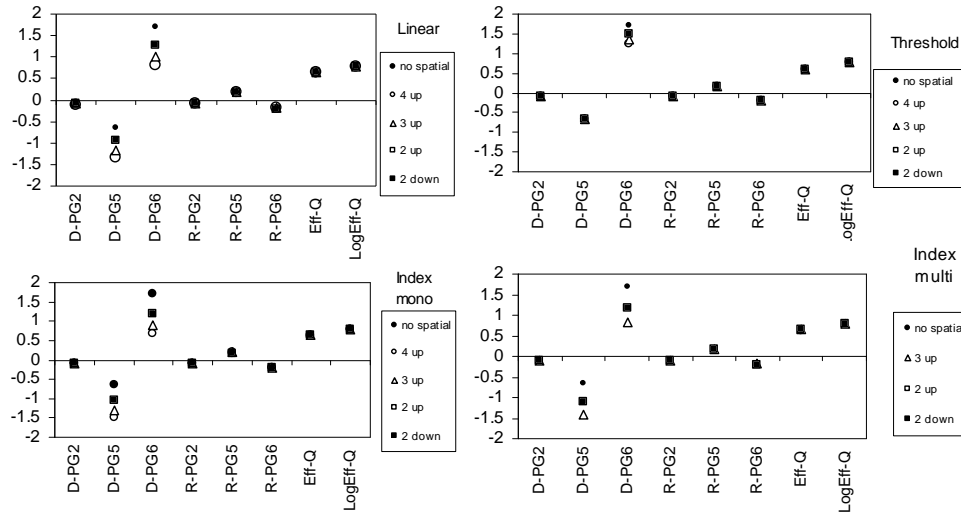 Linear
2
1.5
1
0.5
0
-0.5
-1
-1.5
-2
no spatial
4 up
3 up
2 up
2 down
D-PG2
D-PG5
D-PG6
R-PG2
R-PG5
R-PG6
Eff-Q
LogEff-Q
Threshold
2
1.5
1
0.5
0
-0.5
-1
-1.5
-2
no spatial
4 up
3 up
2 up
2 down
D-PG2
D-PG5
D-PG6
R-PG2
R-PG5
R-PG6
Eff-Q
.ogEff-Q
Index
mono
2
1.5
1
0.5
0
-0.5
-1
-1.5
-2
no spatial
4 up
3 up
2 up
2 down
D-PG2
D-PG5
D-PG6
R-PG2
R-PG5
R-PG6
Eff-Q
LogEff-Q
Index
multi
2
1.5
1
0.5
0
-0.5
-1
-1.5
-2
no spatial
3 up
2 up
2 down
D-PG2
D-PG5
D-PG6
R-PG2
R-PG5
R-PG6
Eff-Q
LogEff-Q